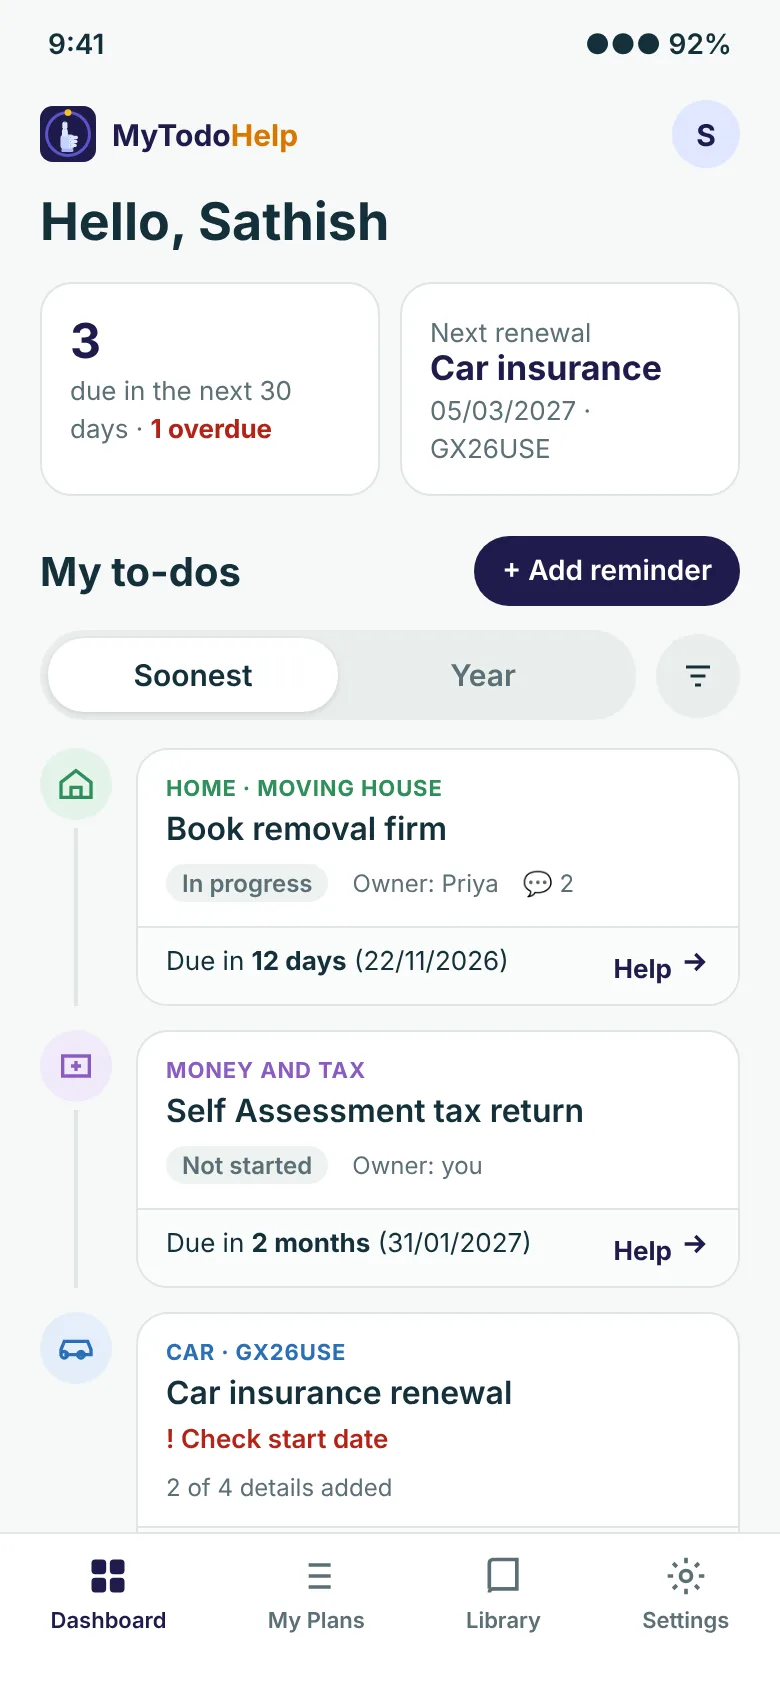 9:41
92%
MyTodoHelp
S
Hello, Sathish
3
due in the next 30
days · 1 overdue
Next renewal
Car insurance
05/03/2027 ·
GX26USE
My to-dos
+ Add reminder
Soonest
Year
HOME · MOVING HOUSE
Book removal firm
In progress
Owner: Priya
💬 2
Due in 12 days (22/11/2026)
Help →
MONEY AND TAX
Self Assessment tax return
Not started
Owner: you
Due in 2 months (31/01/2027)
Help →
CAR · GX26USE
Car insurance renewal
! Check start date
2 of 4 details added
Dashboard
My Plans
Library
Settings